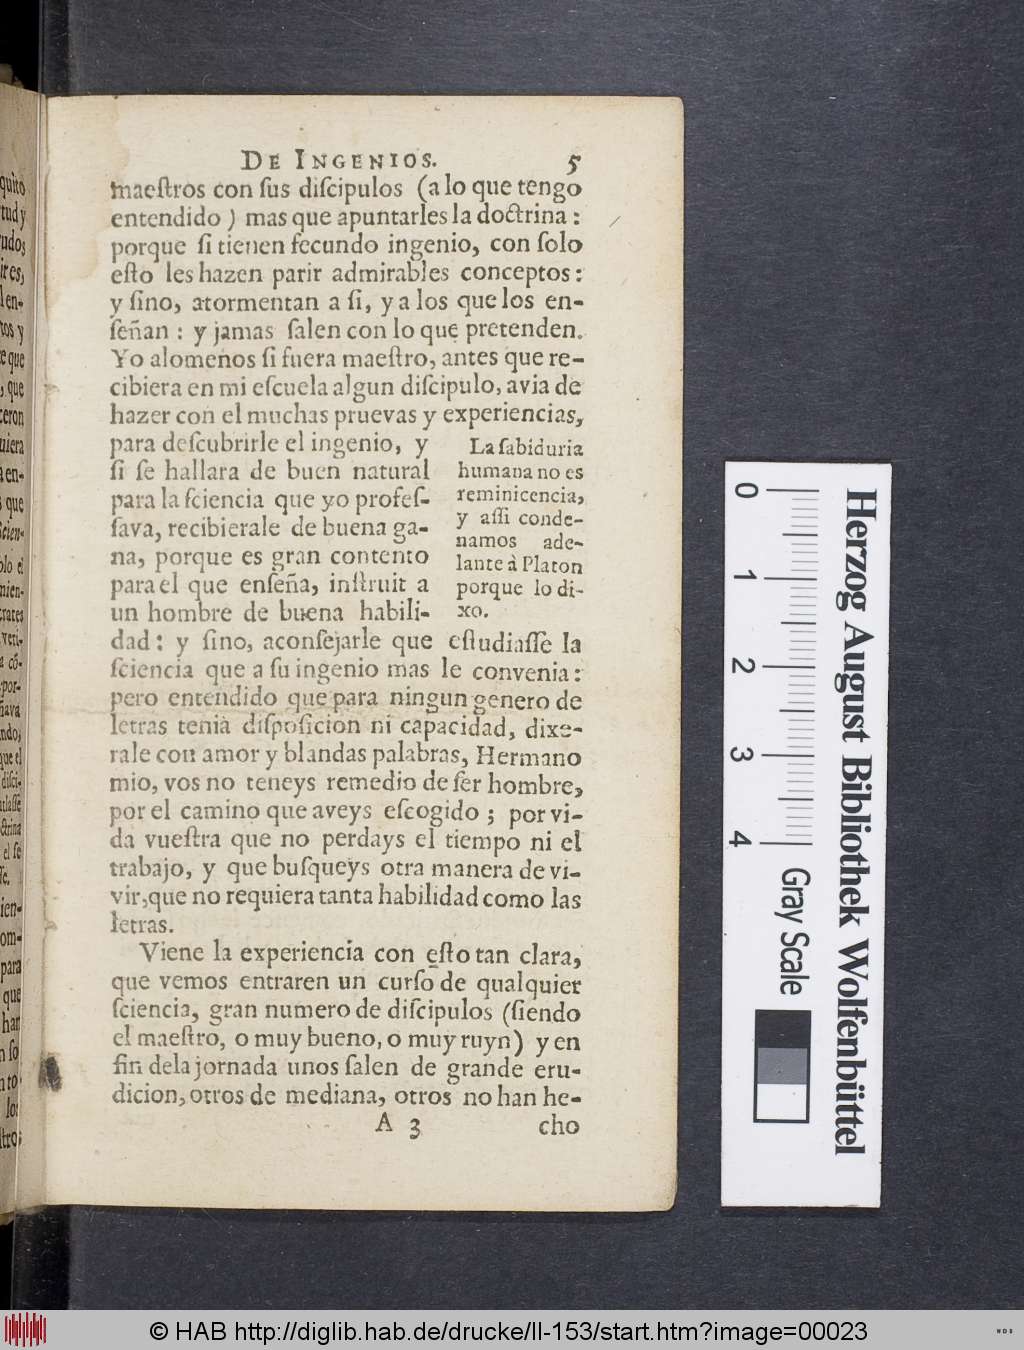 DE INGENIOS. 5
maeſtros con ſus diſcipulos (a lo que tengo
entendido) mas que apuntarles la doctrina:
porque ſi tienen fecundo ingenio, con ſolo
eſto les hazen parir admirables conceptos:
y ſino, atormentan a ſi, y a los que los en-
ſeñan: y jamas ſalen con lo que pretenden.
Yo alomenos ſi fuera maeſtro, antes que re-
cibiera en mi eſcuela algun diſcipulo, avia de
hazer con el muchas pruevas y experiencias,
para deſcubrirle el ingenio, y
ſi ſe hallara de buen natural
para la ſciencia que yo profeſ-
ſava, recibierale de buena ga-
na, porque es gran contento
para el que enſeña, inſtruit a
un hombre de buena habili-
La ſabiduria
humana no es
reminicencia,
y aſſi conde-
namos ade-
lante à Platon
porque lo di-
xo.
dad: y ſino, aconſejarle que eſtudiaſſe la
ſciencia que a ſu ingenio mas le convenia:
pero entendido que para ningun genero de
letras tenia diſpoſicion ni capacidad, dixe-
rale con amor y blandas palabras, Hermano
mio, vos no teneys remedio de ſer hombre,
por el camino que aveys eſcogido; por vi-
da vueſtra que no perdays el tiempo ni el
trabajo, y que buſqueys otra manera de vi-
vir, que no requiera tanta habilidad como las
letras.
Viene la experiencia con eſto tan clara,
que vemos entraren un curſo de qualquier
ſciencia, gran numero de diſcipulos (ſiendo
el maeſtro, o muy bueno, o muy ruyn) y en
fin dela jornada unos ſalen de grande eru-
dicion, otros de mediana, otros no han he-
A 3 cho
0 1 2 3 4
Gray Scale
Herzog August Bibliothek Wolfenbüttel
© HAB http://diglib.hab.de/drucke/ll-153/start.htm?image=00023